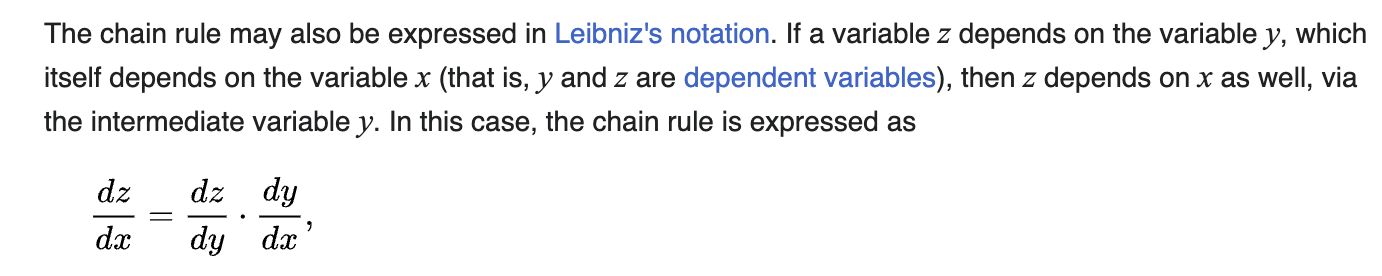 The chain rule may also be expressed in Leibniz's notation. If a variable z depends on the variable y, which
itself depends on the variable x (that is, y and z are dependent variables), then z depends on x as well, via
the intermediate variable y. In this case, the chain rule is expressed as
dz/dx = dz/dy · dy/dx,